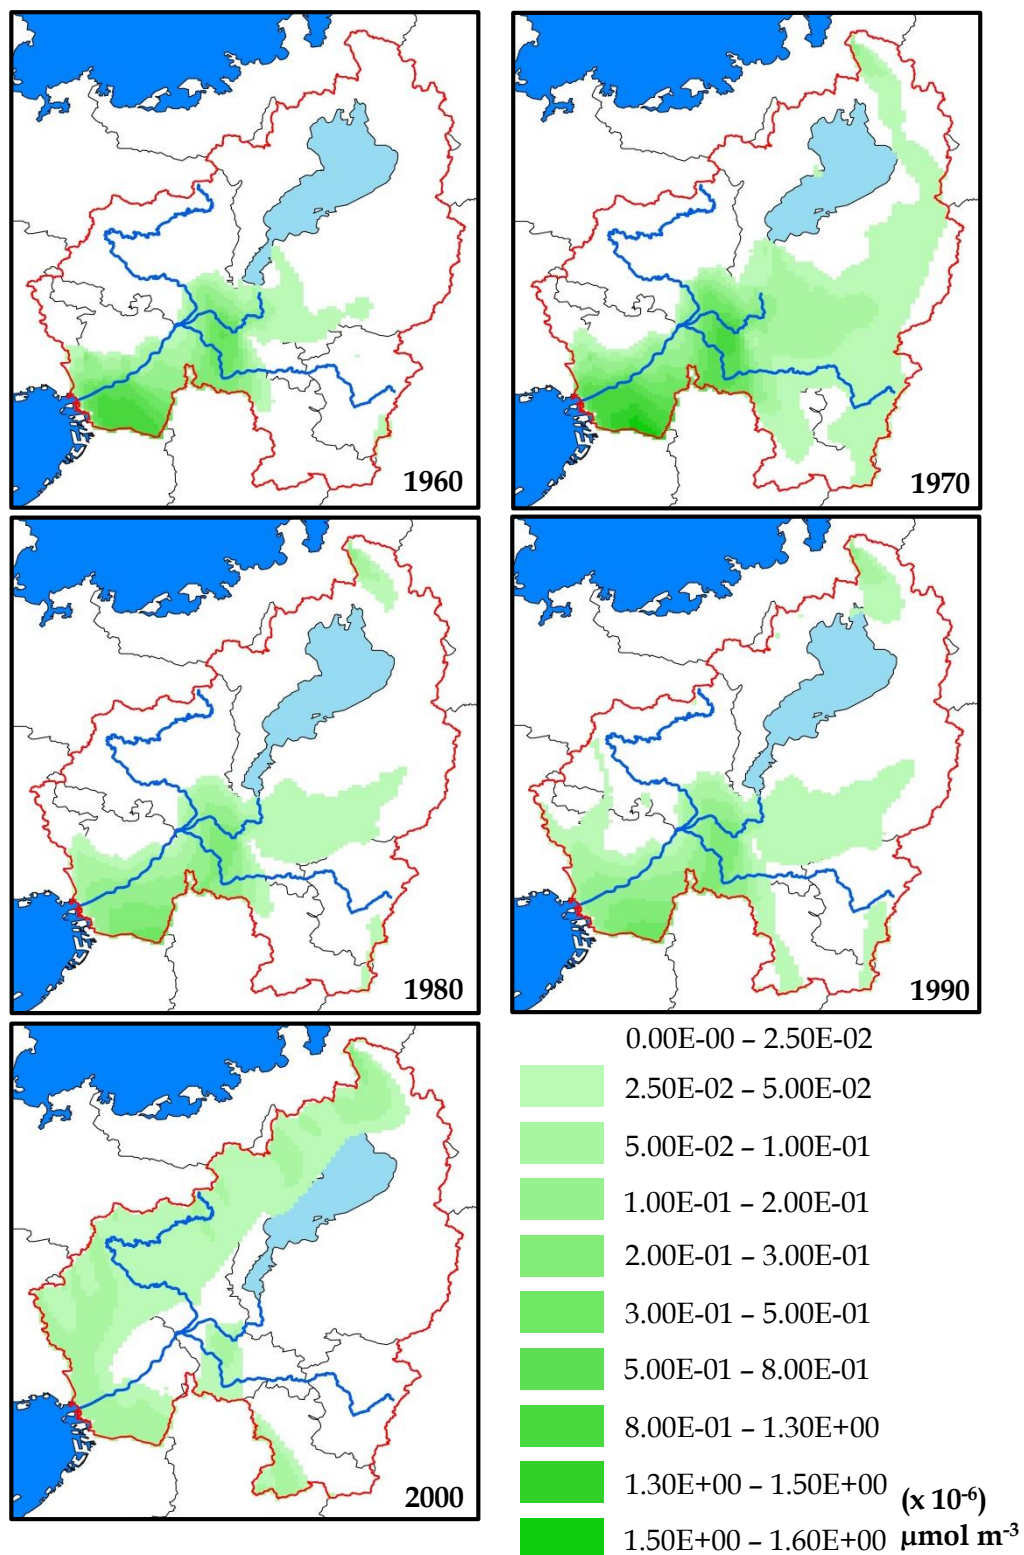 1960
1970
1980
1990
2000
0.00E-00 – 2.50E-02
2.50E-02 – 5.00E-02
5.00E-02 – 1.00E-01
1.00E-01 – 2.00E-01
2.00E-01 – 3.00E-01
3.00E-01 – 5.00E-01
5.00E-01 – 8.00E-01
8.00E-01 – 1.30E+00
1.30E+00 – 1.50E+00
1.50E+00 – 1.60E+00
(x 10⁻⁶)
µmol m⁻³